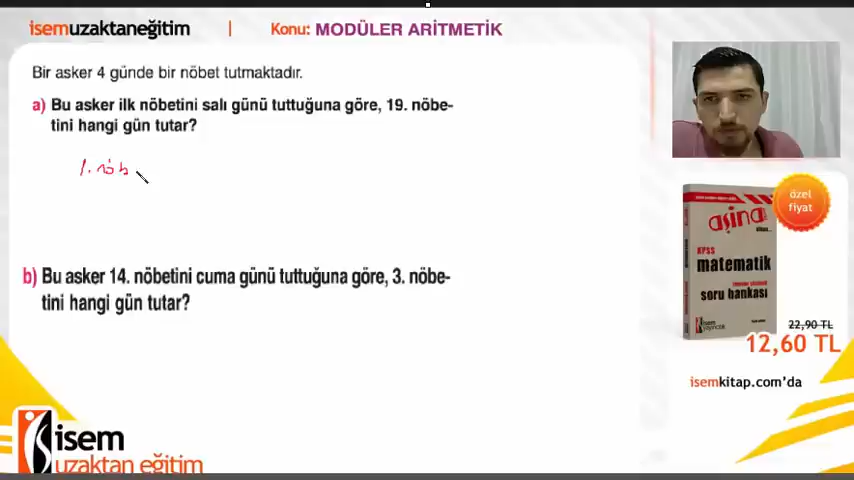 isemuzaktaneğitim | Konu: MODÜLER ARİTMETİK
Bir asker 4 günde bir nöbet tutmaktadır.
a) Bu asker ilk nöbetini salı günü tuttuğuna göre, 19. nöbe-
tini hangi gün tutar?
1. nöb
b) Bu asker 14. nöbetini cuma günü tuttuğuna göre, 3. nöbe-
tini hangi gün tutar?
özel
fiyat
aşina
KPSS
matematik
soru bankası
isem
yayıncılık
22,90 TL
12,60 TL
isemkitap.com'da
isem
uzaktan eğitim